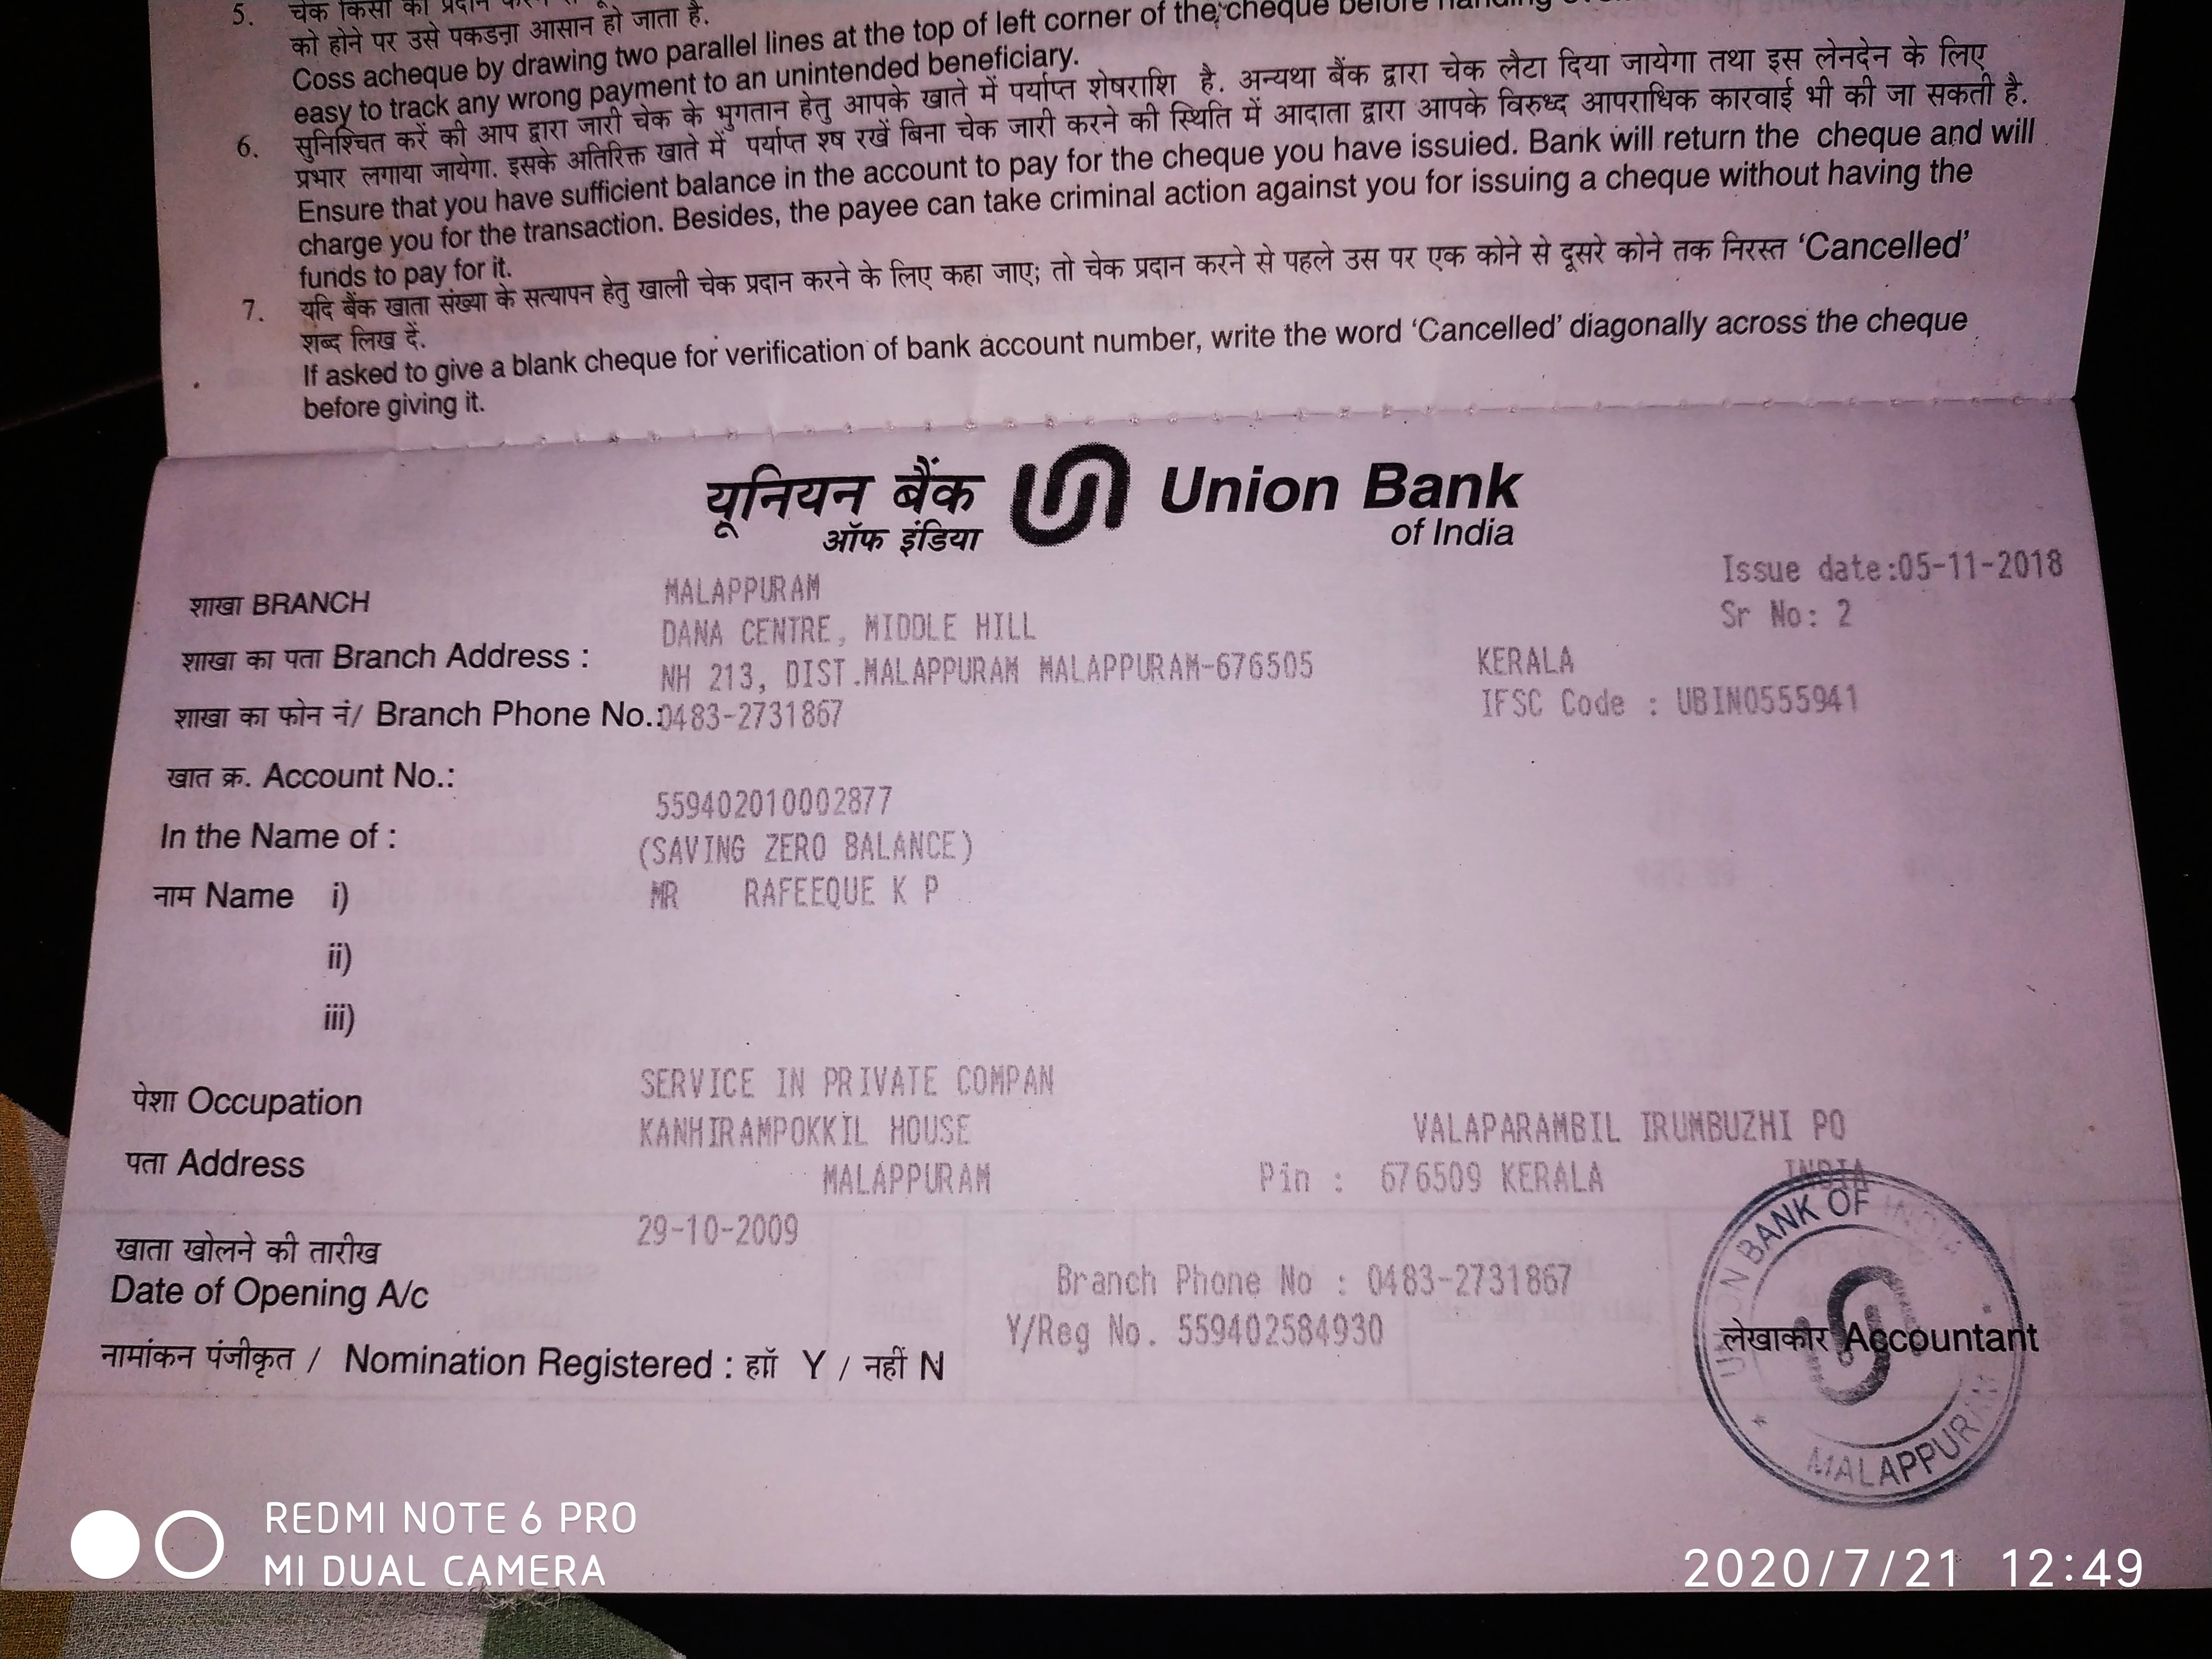 5. चेक किसी को प्रदान
को होने पर उसे पकडऩा आसान हो जाता है.
Coss acheque by drawing two parallel lines at the top of left corner of the cheque before handing
easy to track any wrong payment to an unintended beneficiary.
6. सुनिश्चित करें की आप द्वारा जारी चेक के भुगतान हेतु आपके खाते में पर्याप्त शेषराशि है. अन्यथा बैंक द्वारा चेक लैटा दिया जायेगा तथा इस लेनदेन के लिए
प्रभार लगाया जायेगा. इसके अतिरिक्त खाते में पर्याप्त श्ष रखें बिना चेक जारी करने की स्थिति में आदाता द्वारा आपके विरुध्द आपराधिक कारवाई भी की जा सकती है.
Ensure that you have sufficient balance in the account to pay for the cheque you have issuied. Bank will return the cheque and will
charge you for the transaction. Besides, the payee can take criminal action against you for issuing a cheque without having the
funds to pay for it.
7. यदि बैंक खाता संख्या के सत्यापन हेतु खाली चेक प्रदान करने के लिए कहा जाए; तो चेक प्रदान करने से पहले उस पर एक कोने से दूसरे कोने तक निरस्त ‘Cancelled’
शब्द लिख दें.
If asked to give a blank cheque for verification of bank account number, write the word ‘Cancelled’ diagonally across the cheque
before giving it.
यूनियन बैंक Union Bank
ऑफ इंडिया of India
Issue date:05-11-2018
शाखा BRANCH MALAPPURAM
Sr No: 2
DANA CENTRE, MIDDLE HILL
शाखा का पता Branch Address :
NH 213, DIST.MALAPPURAM MALAPPURAM-676505 KERALA
शाखा का फोन नं/ Branch Phone No.:0483-2731867 IFSC Code : UBIN0555941
खात क्र. Account No.:
559402010002877
In the Name of : (SAVING ZERO BALANCE)
नाम Name i) MR RAFEEQUE K P
ii)
iii)
पेशा Occupation SERVICE IN PRIVATE COMPAN
KANHIRAMPOKKIL HOUSE VALAPARAMBIL IRUMBUZHI PO
पता Address
MALAPPURAM Pin : 676509 KERALA INDIA
29-10-2009
खाता खोलने की तारीख
Date of Opening A/c
Branch Phone No : 0483-2731867
Y/Reg No. 559402584930
नामांकन पंजीकृत / Nomination Registered : हाॅं Y / नहीं N
लेखाकार Accountant
UNION BANK OF INDIA
MALAPPURAM
REDMI NOTE 6 PRO
MI DUAL CAMERA
2020/7/21 12:49